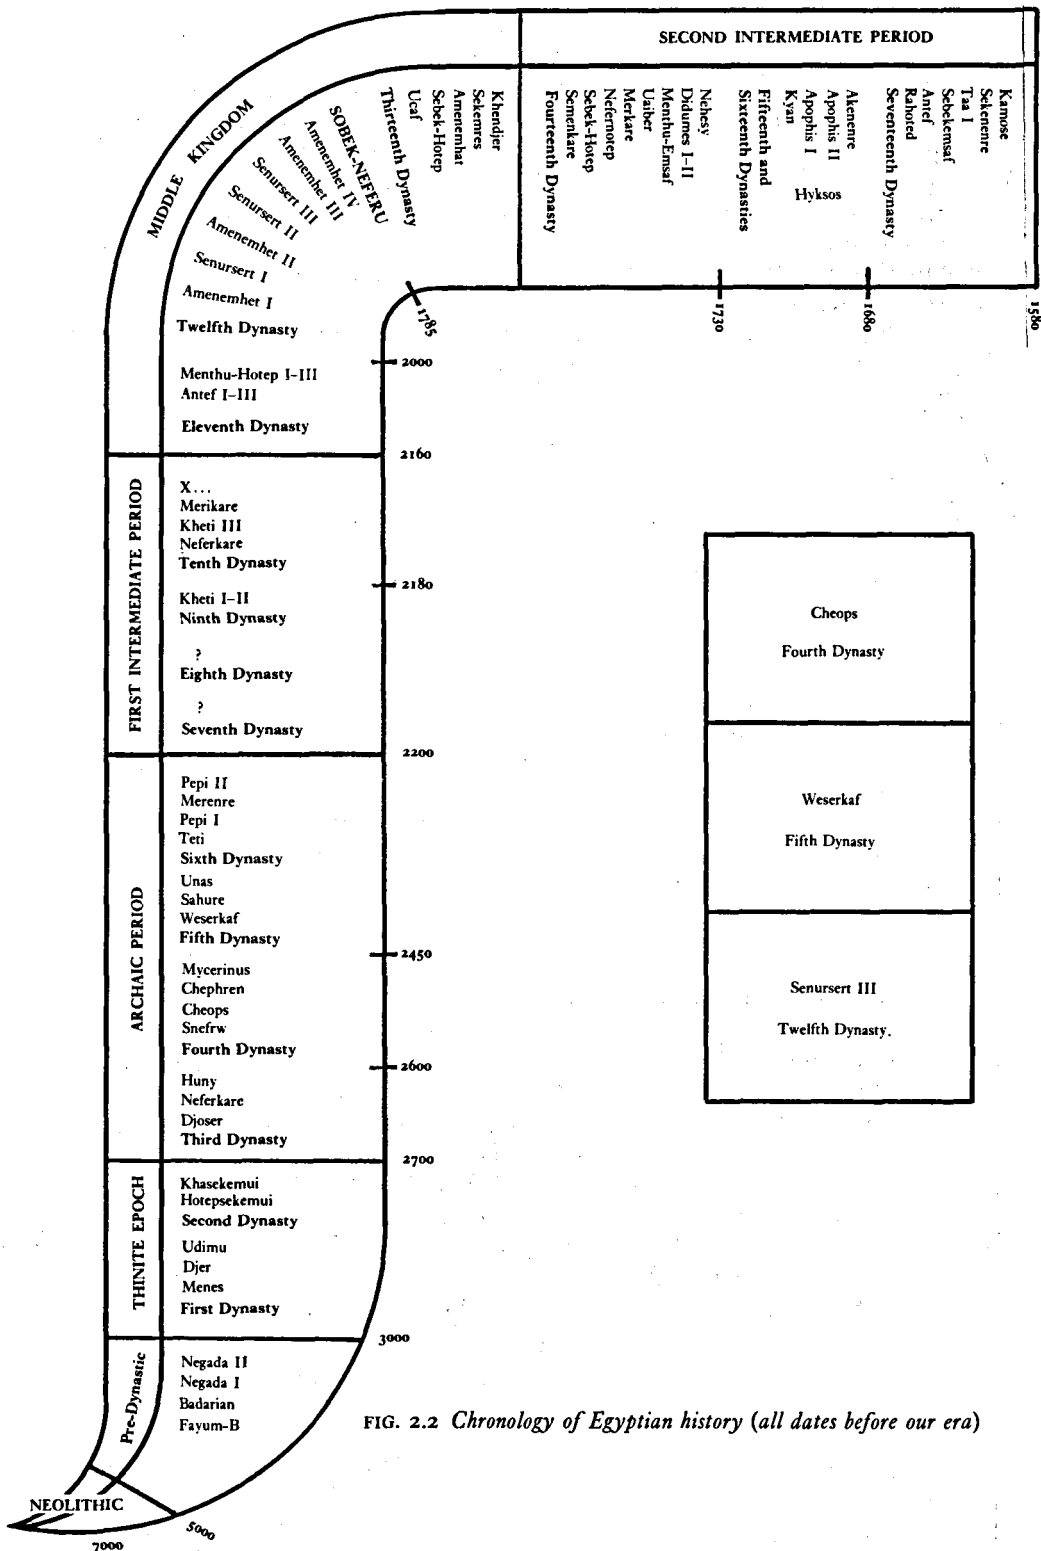 SECOND INTERMEDIATE PERIOD
MIDDLE KINGDOM
Kamose
Sekenenre
Taa I
Sebekemsaf
Antef
Rahoted
Seventeenth Dynasty
Akenenre
Apophis II
Apophis I
Kyan
Hyksos
Fifteenth and
Sixteenth Dynasties
Nehesy
Didumes I–II
Menthu-Emsaf
Uaiber
Merkare
Nefernotep
Sebek-Hotep
Semenkare
Fourteenth Dynasty
Khendjer
Sekemres
Amenemhat
Sebek-Hotep
Ucaf
Thirteenth Dynasty
SOBEK-NEFERU
Amenemhet IV
Amenemhet III
Senursert III
Senursert II
Amenemhet II
Senursert I
Amenemhet I
Twelfth Dynasty
1580
1680
1730
1785
2000
Menthu-Hotep I–III
Antef I–III
Eleventh Dynasty
2160
FIRST INTERMEDIATE PERIOD
X...
Merikare
Kheti III
Neferkare
Tenth Dynasty
2180
Kheti I–II
Ninth Dynasty
?
Eighth Dynasty
?
Seventh Dynasty
2200
ARCHAIC PERIOD
Pepi II
Merenre
Pepi I
Teti
Sixth Dynasty
Unas
Sahure
Weserkaf
Fifth Dynasty
2450
Mycerinus
Chephren
Cheops
Snefrw
Fourth Dynasty
2600
Huny
Neferkare
Djoser
Third Dynasty
2700
THINITE EPOCH
Khasekemui
Hotepsekemui
Second Dynasty
Udimu
Djer
Menes
First Dynasty
3000
Pre-Dynastic
Negada II
Negada I
Badarian
Fayum-B
NEOLITHIC
5000
7000
Cheops
Fourth Dynasty
Weserkaf
Fifth Dynasty
Senursert III
Twelfth Dynasty.
FIG. 2.2 Chronology of Egyptian history (all dates before our era)